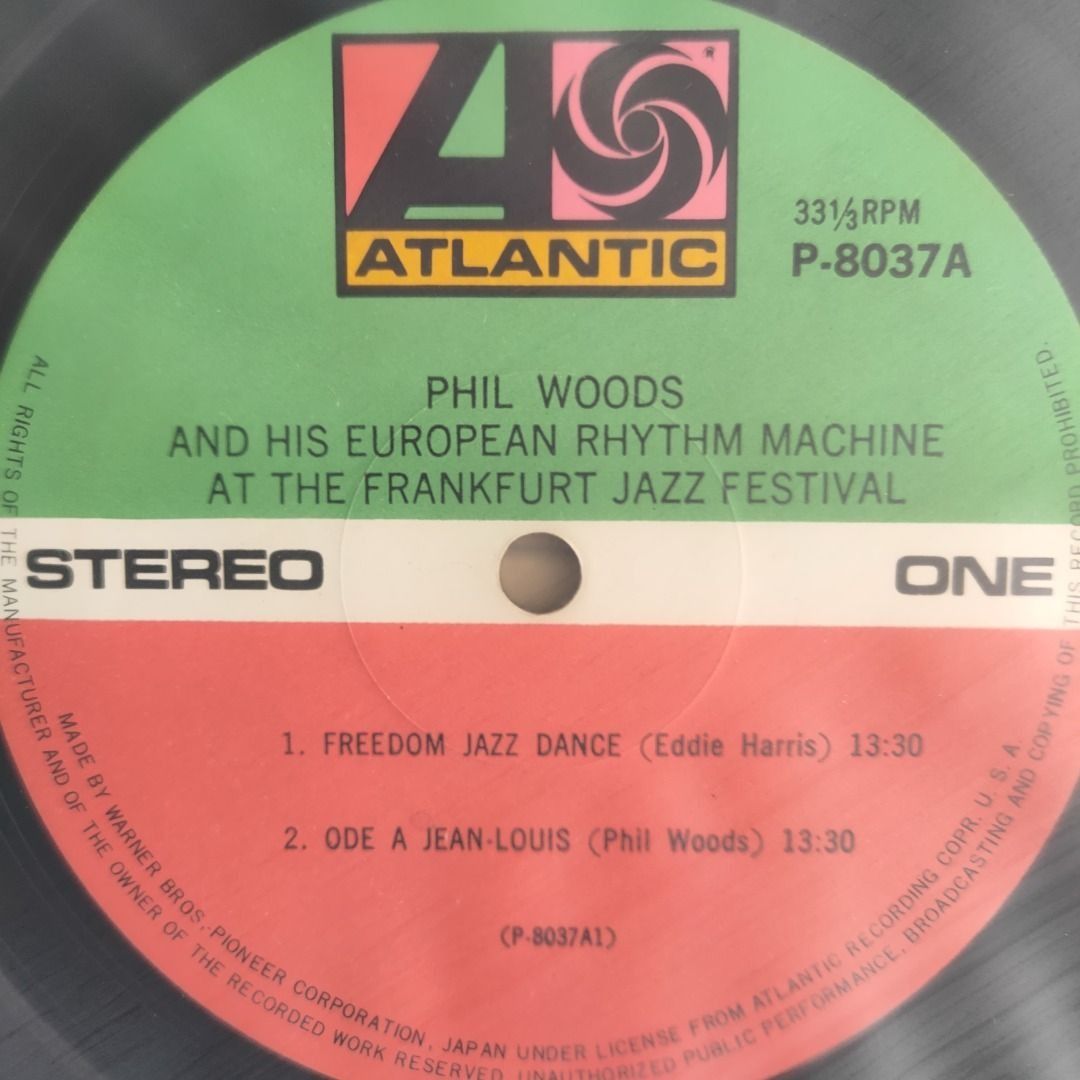 ATLANTIC
33⅓ RPM
P-8037A
PHIL WOODS
AND HIS EUROPEAN RHYTHM MACHINE
AT THE FRANKFURT JAZZ FESTIVAL
STEREO
ONE
1. FREEDOM JAZZ DANCE (Eddie Harris) 13:30
2. ODE A JEAN-LOUIS (Phil Woods) 13:30
(P-8037A1)
MADE BY WARNER BROS, PIONEER CORPORATION, JAPAN UNDER LICENSE FROM ATLANTIC RECORDING COPR. U. S. A.
ALL RIGHTS OF THE MANUFACTURER AND OF THE OWNER OF THE RECORDED WORK RESERVED UNAUTHORIZED PUBLIC PERFORMANCE, BROADCASTING AND COPYING OF THIS RECORD PROHIBITED.